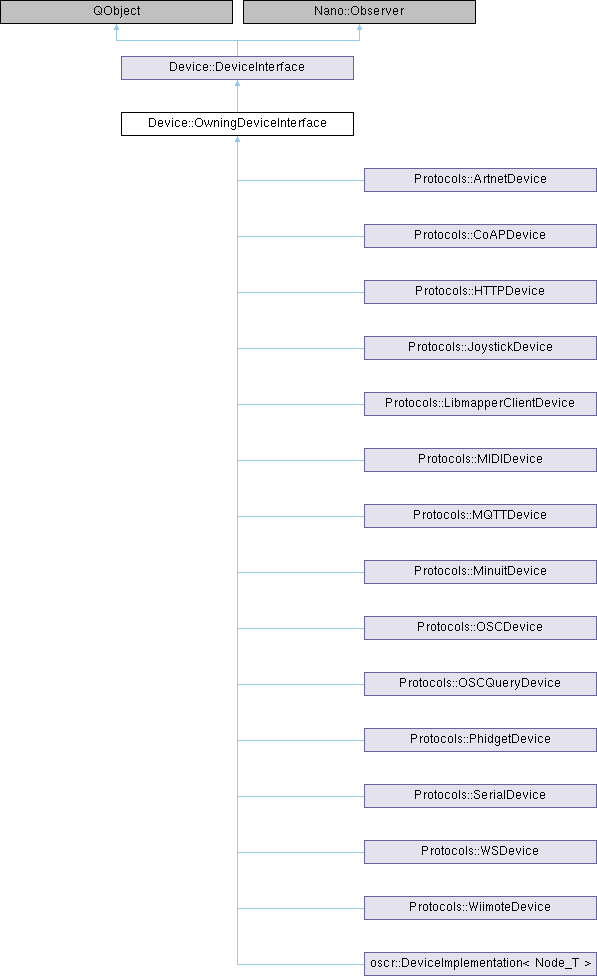 QObject
Nano::Observer
Device::DeviceInterface
Device::OwningDeviceInterface
Protocols::ArtnetDevice
Protocols::CoAPDevice
Protocols::HTTPDevice
Protocols::JoystickDevice
Protocols::LibmapperClientDevice
Protocols::MIDIDevice
Protocols::MQTTDevice
Protocols::MinuitDevice
Protocols::OSCDevice
Protocols::OSCQueryDevice
Protocols::PhidgetDevice
Protocols::SerialDevice
Protocols::WSDevice
Protocols::WiimoteDevice
oscr::DeviceImplementation< Node_T >